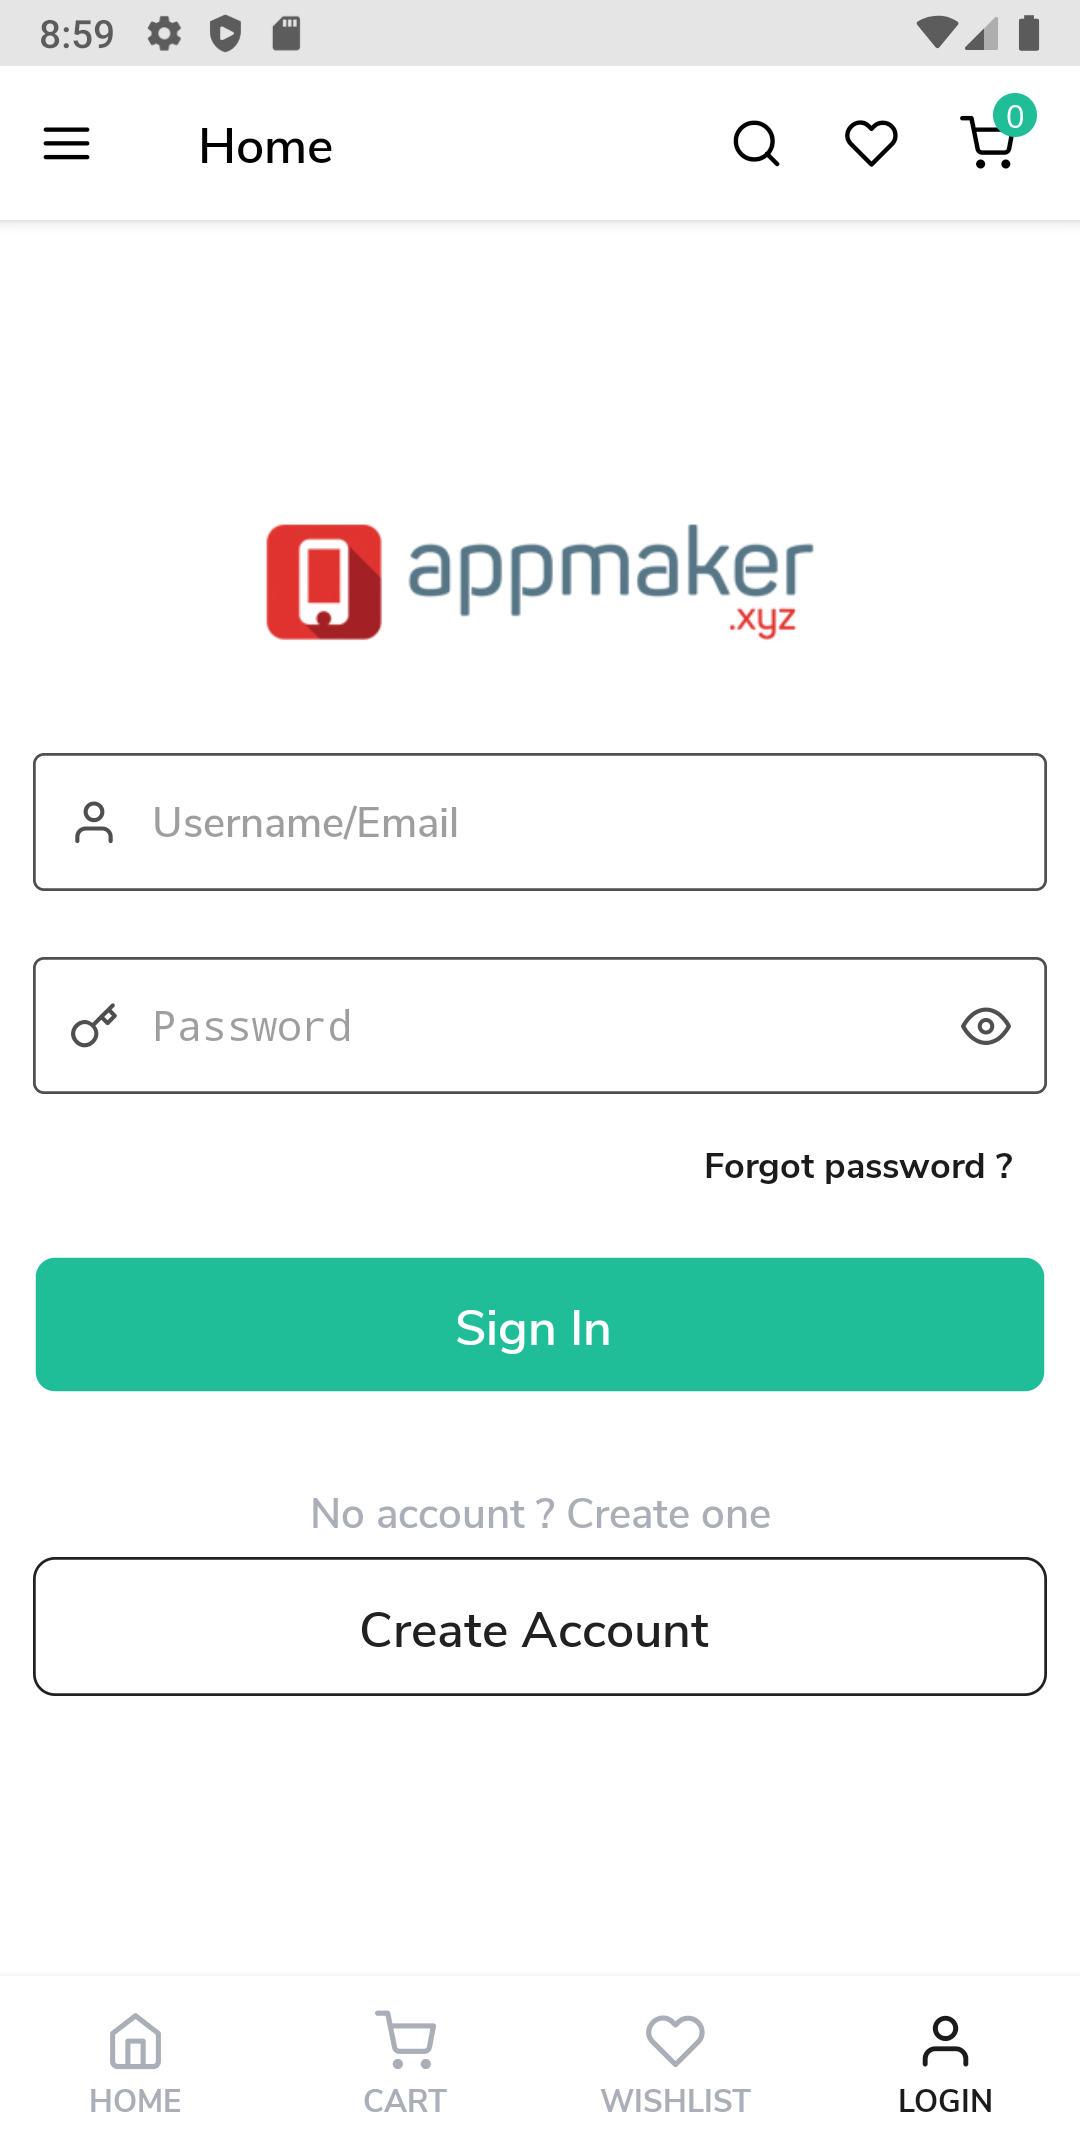 8:59
Home
0
appmaker
.xyz
Username/Email
Password
Forgot password ?
Sign In
No account ? Create one
Create Account
HOME
CART
WISHLIST
LOGIN